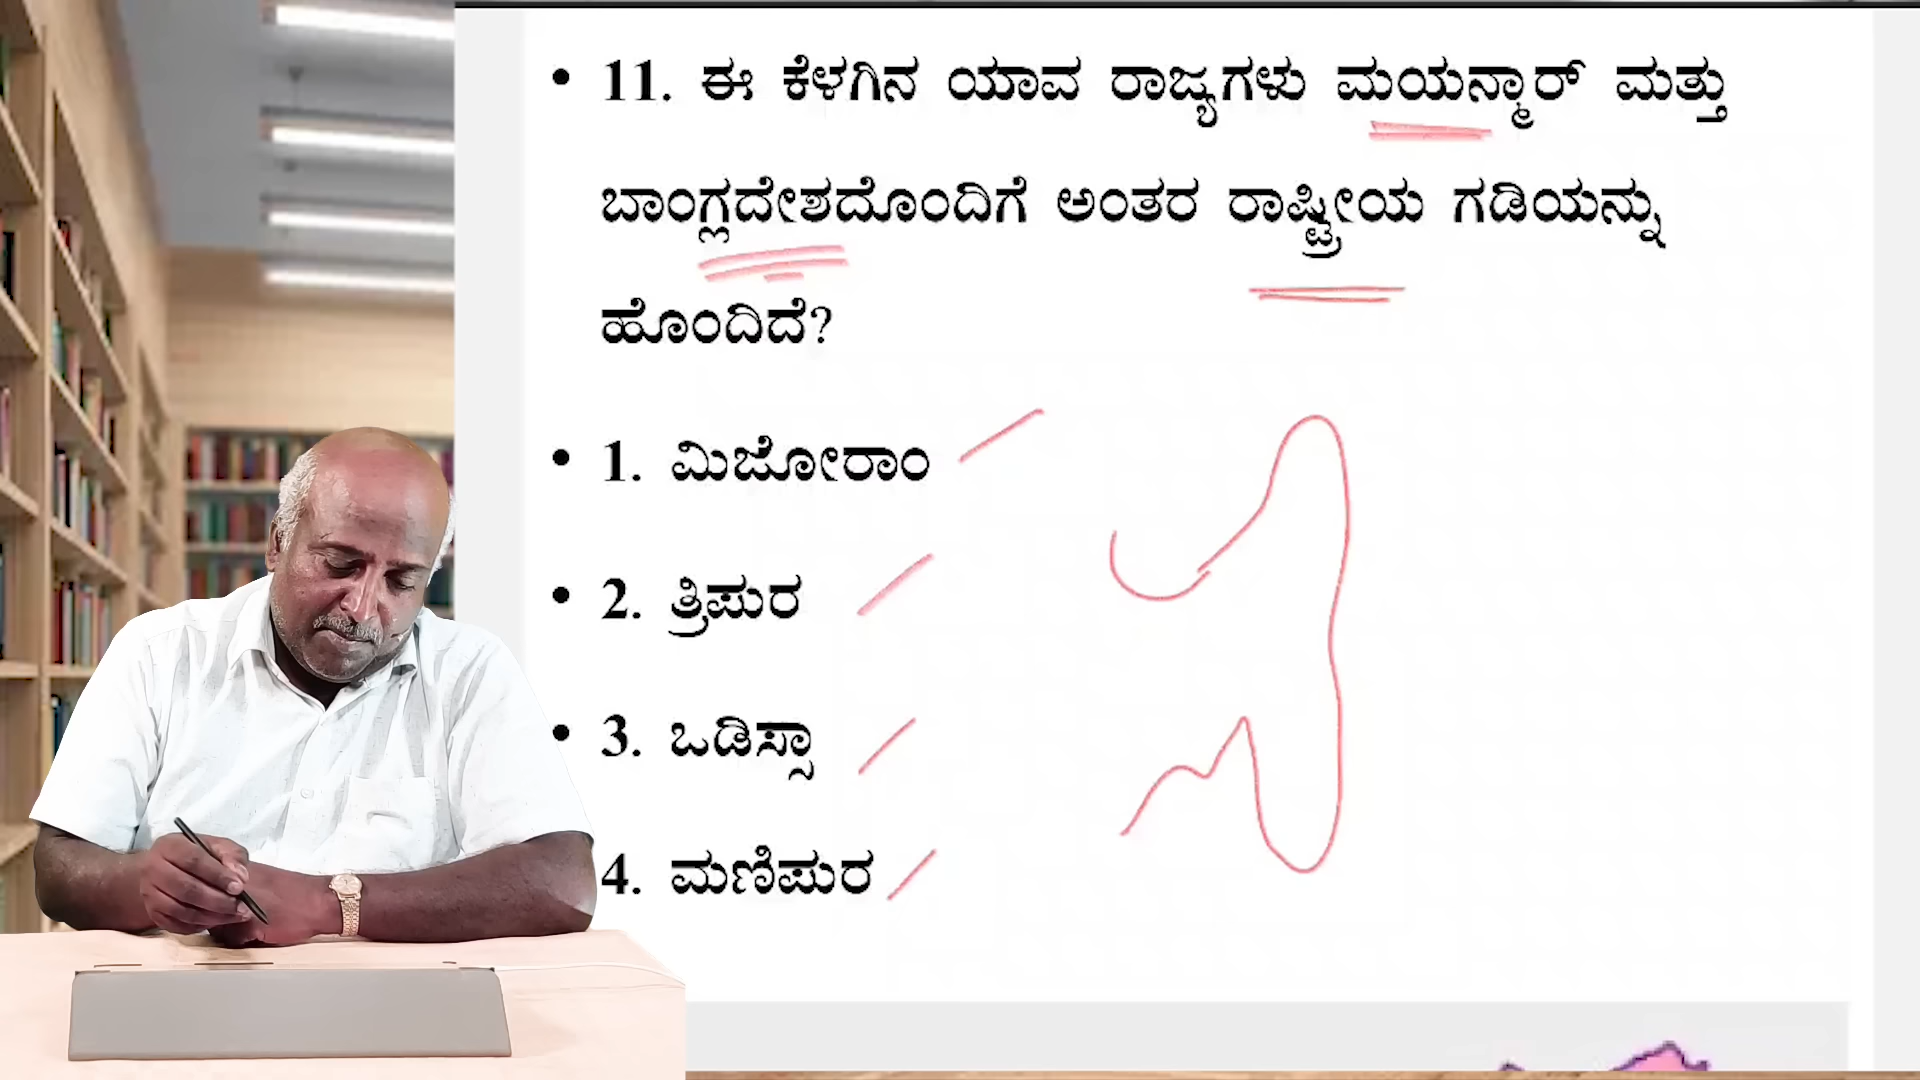 • 11. ಈ ಕೆಳಗಿನ ಯಾವ ರಾಜ್ಯಗಳು ಮಯನ್ಮಾರ್ ಮತ್ತು
ಬಾಂಗ್ಲದೇಶದೊಂದಿಗೆ ಅಂತರ ರಾಷ್ಟ್ರೀಯ ಗಡಿಯನ್ನು
ಹೊಂದಿದೆ?
• 1. ಮಿಜೋರಾಂ
• 2. ತ್ರಿಪುರ
• 3. ಒಡಿಸ್ಸಾ
4. ಮಣಿಪುರ